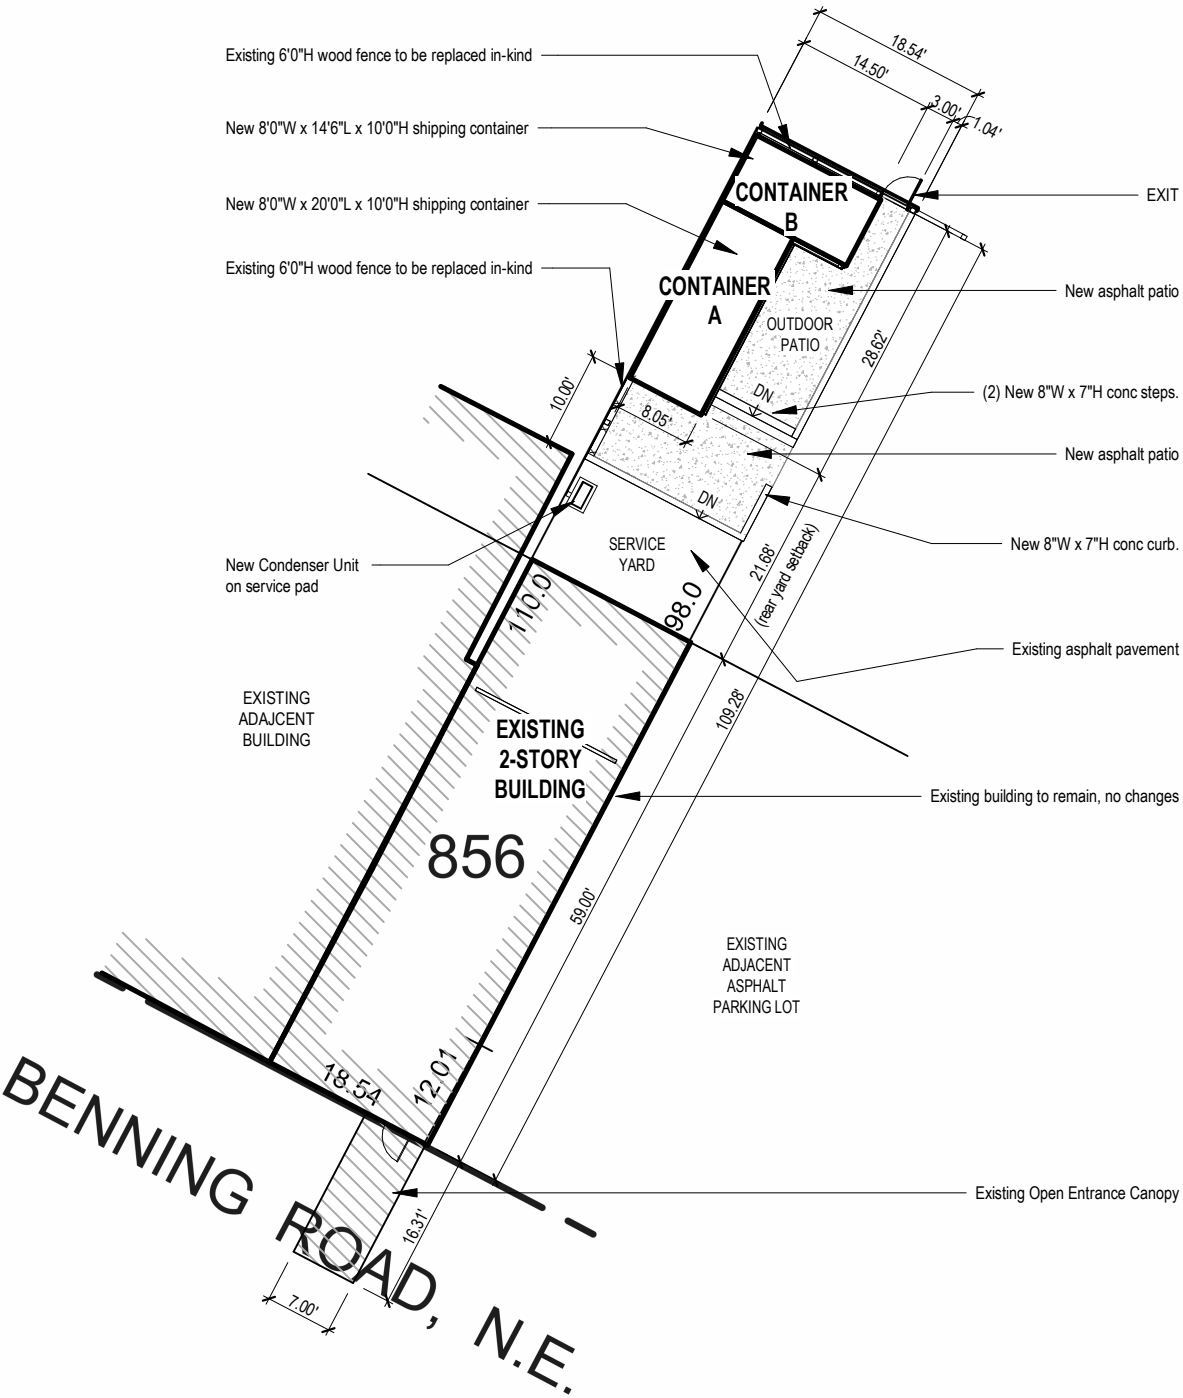 18.54'
14.50'
3.00'
1.04'
Existing 6'0"H wood fence to be replaced in-kind
New 8'0"W x 14'6"L x 10'0"H shipping container
CONTAINER
B
EXIT
New 8'0"W x 20'0"L x 10'0"H shipping container
Existing 6'0"H wood fence to be replaced in-kind
CONTAINER
A
New asphalt patio
OUTDOOR
PATIO
28.62'
10.00'
DN
(2) New 8"W x 7"H conc steps.
8.05'
New asphalt patio
DN
New 8"W x 7"H conc curb.
SERVICE
YARD
21.68'
(rear yard setback)
New Condenser Unit
on service pad
110.0
98.0
Existing asphalt pavement
EXISTING
ADAJCENT
BUILDING
109.28'
EXISTING
2-STORY
BUILDING
Existing building to remain, no changes
856
59.00'
EXISTING
ADJACENT
ASPHALT
PARKING LOT
18.54
12.01
BENNING ROAD, N.E.
Existing Open Entrance Canopy
16.31'
7.00'